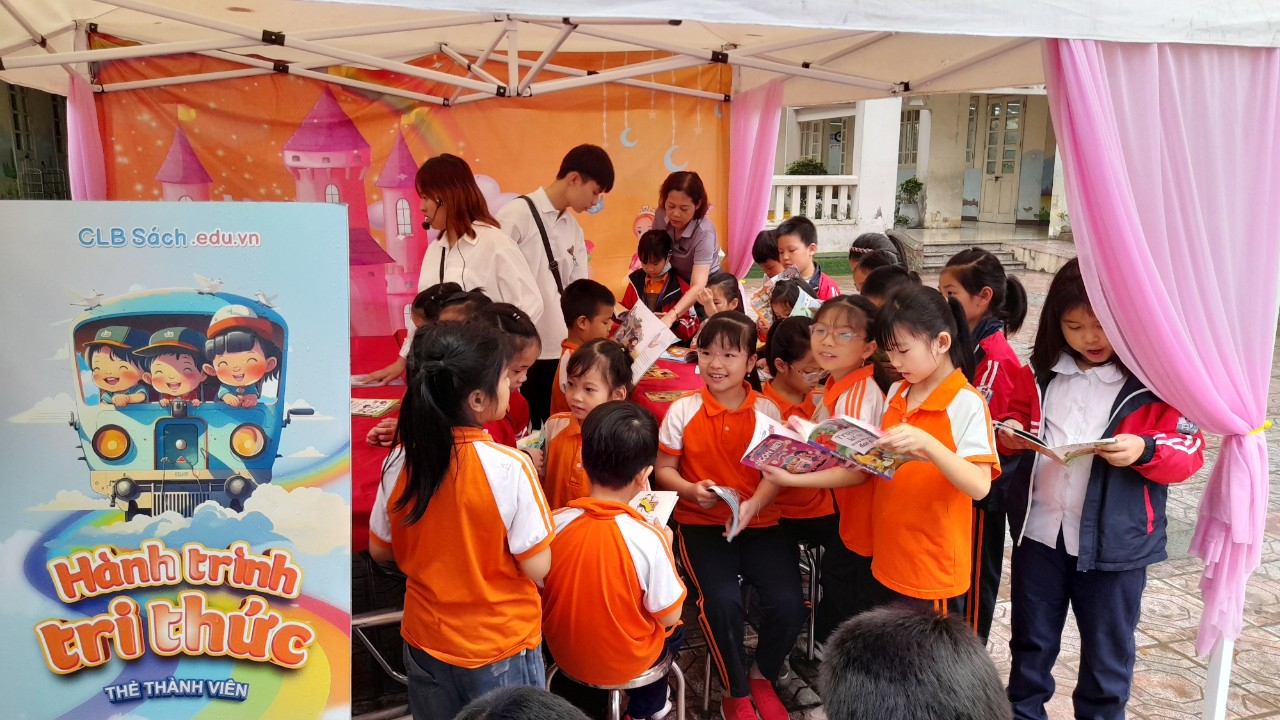 CLB Sách.edu.vn
Hành trình
tri thức
THẺ THÀNH VIÊN